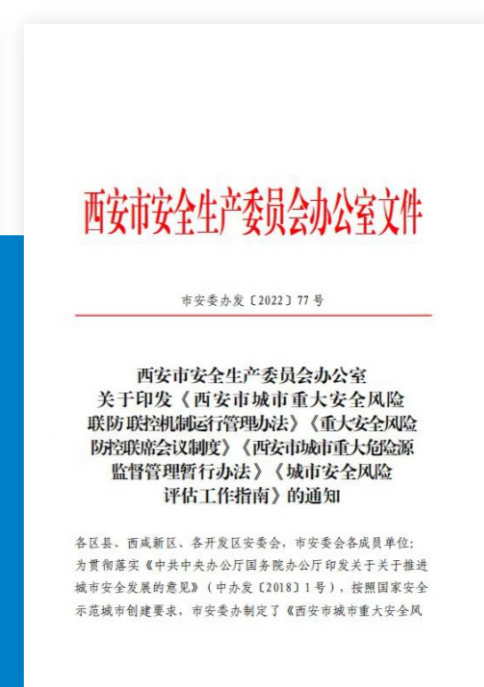 西安市安全生产委员会办公室文件
市安委办发〔2022〕77号
西安市安全生产委员会办公室
关于印发《西安市城市重大安全风险
联防联控机制运行管理办法》《重大安全风险
防控联席会议制度》《西安市城市重大危险源
监督管理暂行办法》《城市安全风险
评估工作指南》的通知
各区县、西咸新区、各开发区安委会，市安委会各成员单位：
为贯彻落实《中共中央办公厅国务院办公厅印发关于关于推进
城市安全发展的意见》（中办发〔2018〕1号），按照国家安全
示范城市创建要求，市安委办制定了《西安市城市重大安全风